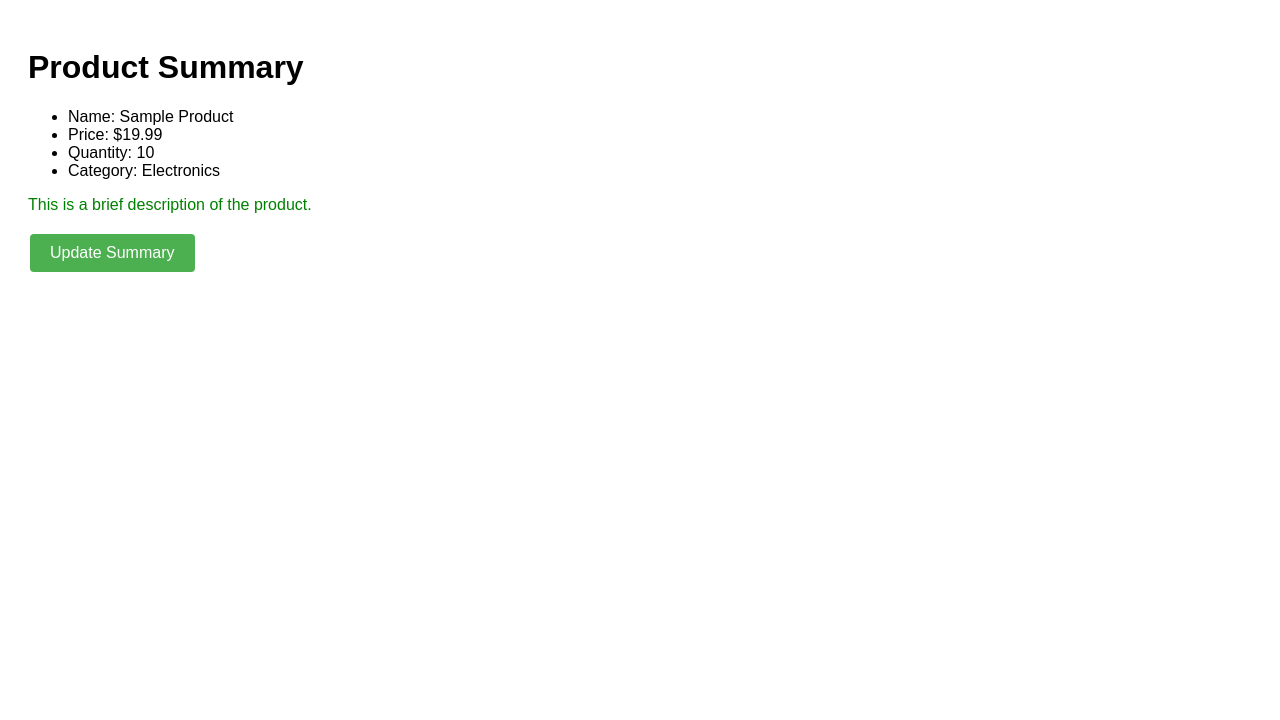 Product Summary
Name: Sample Product
Price: $19.99
Quantity: 10
Category: Electronics
This is a brief description of the product.
Update Summary